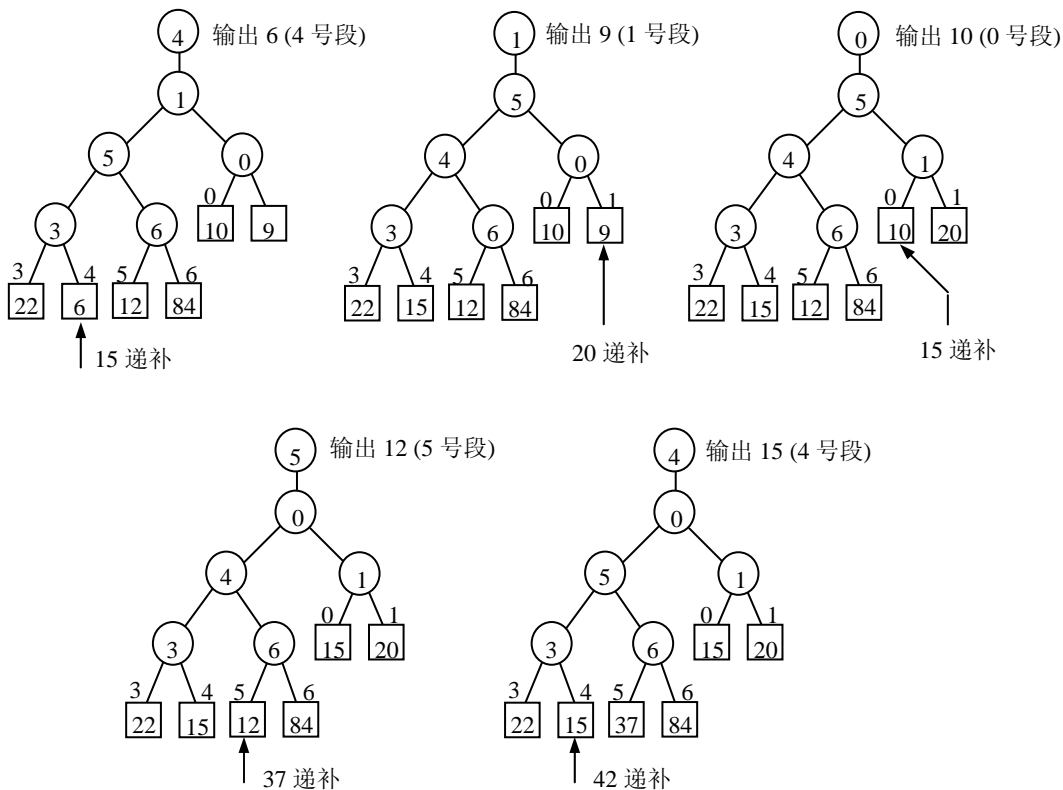 4 输出 6 (4 号段)
1
5 0
0
3 6 10 9
3 4 5 6
22 6 12 84
15 递补
1 输出 9 (1 号段)
5
4 0
0 1
3 6 10 9
3 4 5 6
22 15 12 84
20 递补
0 输出 10 (0 号段)
5
4 1
0 1
3 6 10 20
3 4 5 6
22 15 12 84
15 递补
5 输出 12 (5 号段)
0
4 1
0 1
3 6 15 20
3 4 5 6
22 15 12 84
37 递补
4 输出 15 (4 号段)
0
5 1
0 1
3 6 15 20
3 4 5 6
22 15 37 84
42 递补